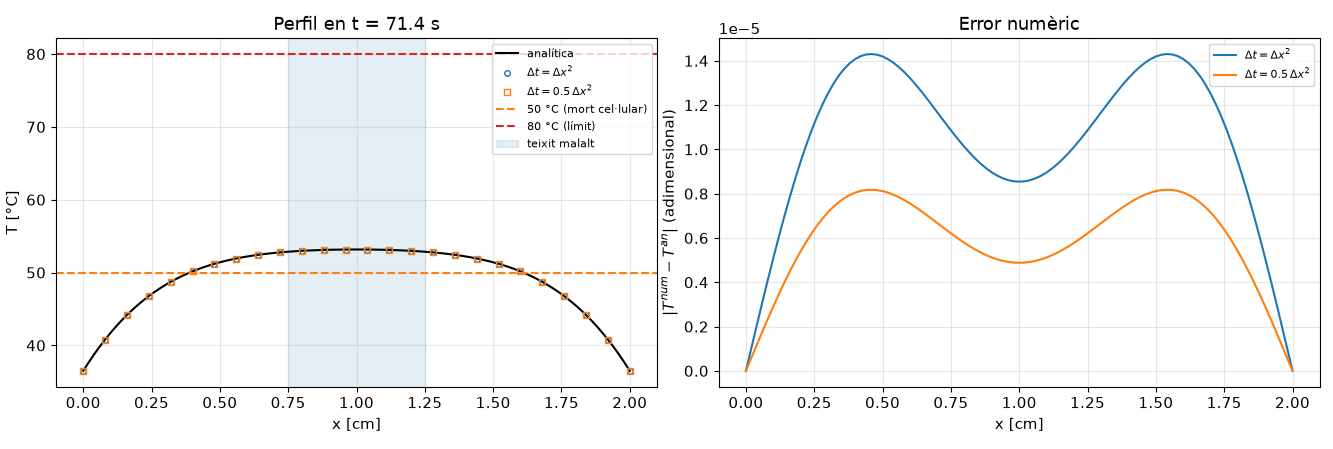 Perfil en t = 71.4 s
80
70
60
50
40
T [°C]
0.00 0.25 0.50 0.75 1.00 1.25 1.50 1.75 2.00
x [cm]
analítica
Δt = Δx²
Δt = 0.5 Δx²
50 °C (mort cel·lular)
80 °C (límit)
teixit malalt
Error numèric
1e−5
1.4
1.2
1.0
0.8
0.6
0.4
0.2
0.0
|Tⁿᵘᵐ − Tᵃⁿ| (adimensional)
0.00 0.25 0.50 0.75 1.00 1.25 1.50 1.75 2.00
x [cm]
Δt = Δx²
Δt = 0.5 Δx²